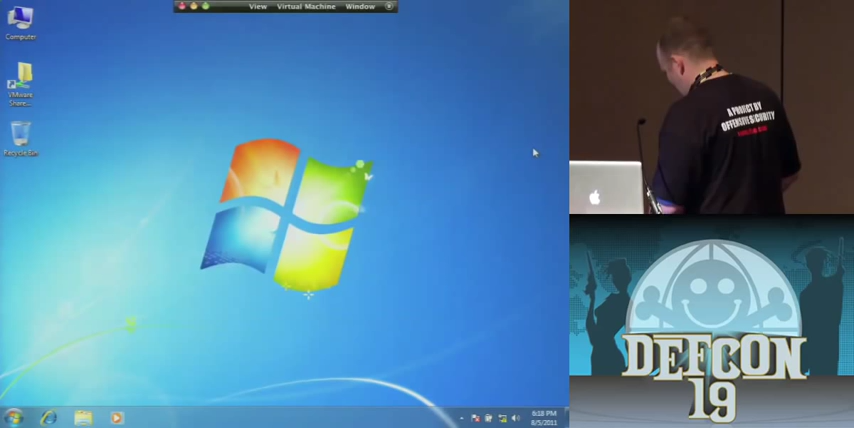 View Virtual Machine Window
Computer
VMware
Share...
Recycle Bin
6:18 PM
8/5/2011
A PROJECT BY
OFFENSIVE SECURITY
DEFCON
19